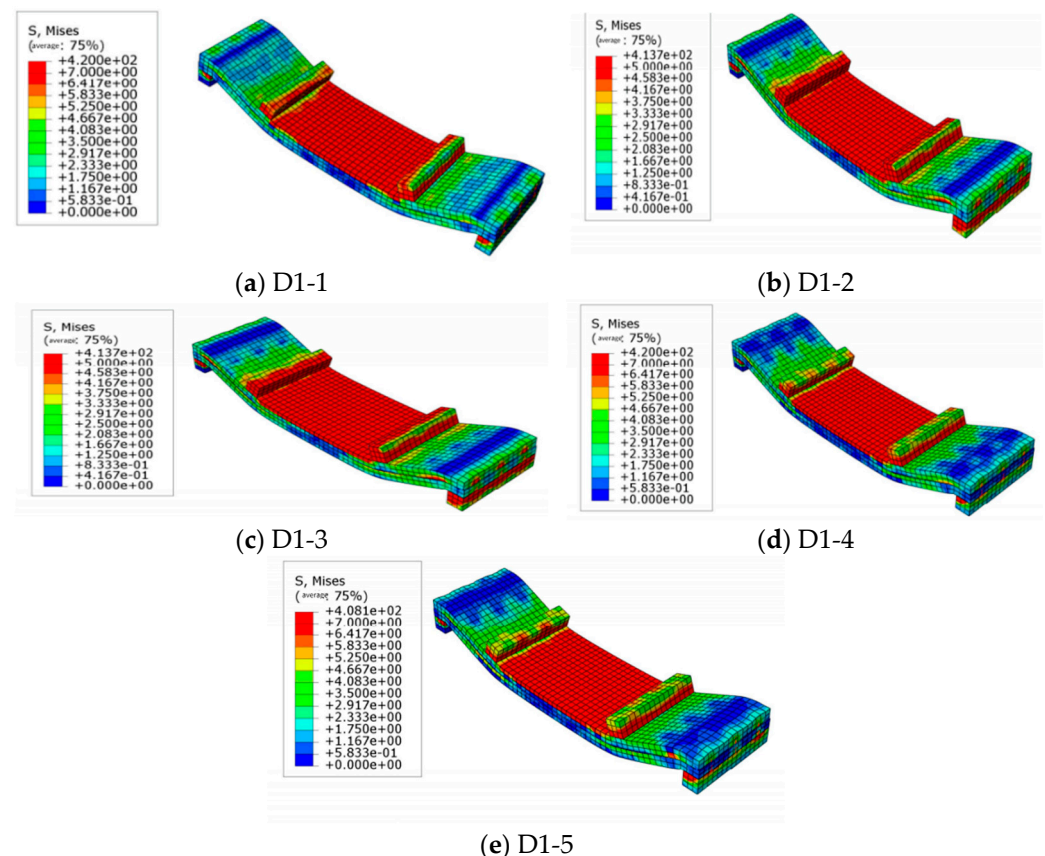 S, Mises
(average: 75%)
+4.200e+02
+7.000e+00
+6.417e+00
+5.833e+00
+5.250e+00
+4.667e+00
+4.083e+00
+3.500e+00
+2.917e+00
+2.333e+00
+1.750e+00
+1.167e+00
+5.833e-01
+0.000e+00
(a) D1-1
S, Mises
(average: 75%)
+4.137e+02
+5.000e+00
+4.583e+00
+4.167e+00
+3.750e+00
+3.333e+00
+2.917e+00
+2.500e+00
+2.083e+00
+1.667e+00
+1.250e+00
+8.333e-01
+4.167e-01
+0.000e+00
(b) D1-2
S, Mises
(average: 75%)
+4.137e+02
+5.000e+00
+4.583e+00
+4.167e+00
+3.750e+00
+3.333e+00
+2.917e+00
+2.500e+00
+2.083e+00
+1.667e+00
+1.250e+00
+8.333e-01
+4.167e-01
+0.000e+00
(c) D1-3
S, Mises
(average: 75%)
+4.200e+02
+7.000e+00
+6.417e+00
+5.833e+00
+5.250e+00
+4.667e+00
+4.083e+00
+3.500e+00
+2.917e+00
+2.333e+00
+1.750e+00
+1.167e+00
+5.833e-01
+0.000e+00
(d) D1-4
S, Mises
(average: 75%)
+4.081e+02
+7.000e+00
+6.417e+00
+5.833e+00
+5.250e+00
+4.667e+00
+4.083e+00
+3.500e+00
+2.917e+00
+2.333e+00
+1.750e+00
+1.167e+00
+5.833e-01
+0.000e+00
(e) D1-5